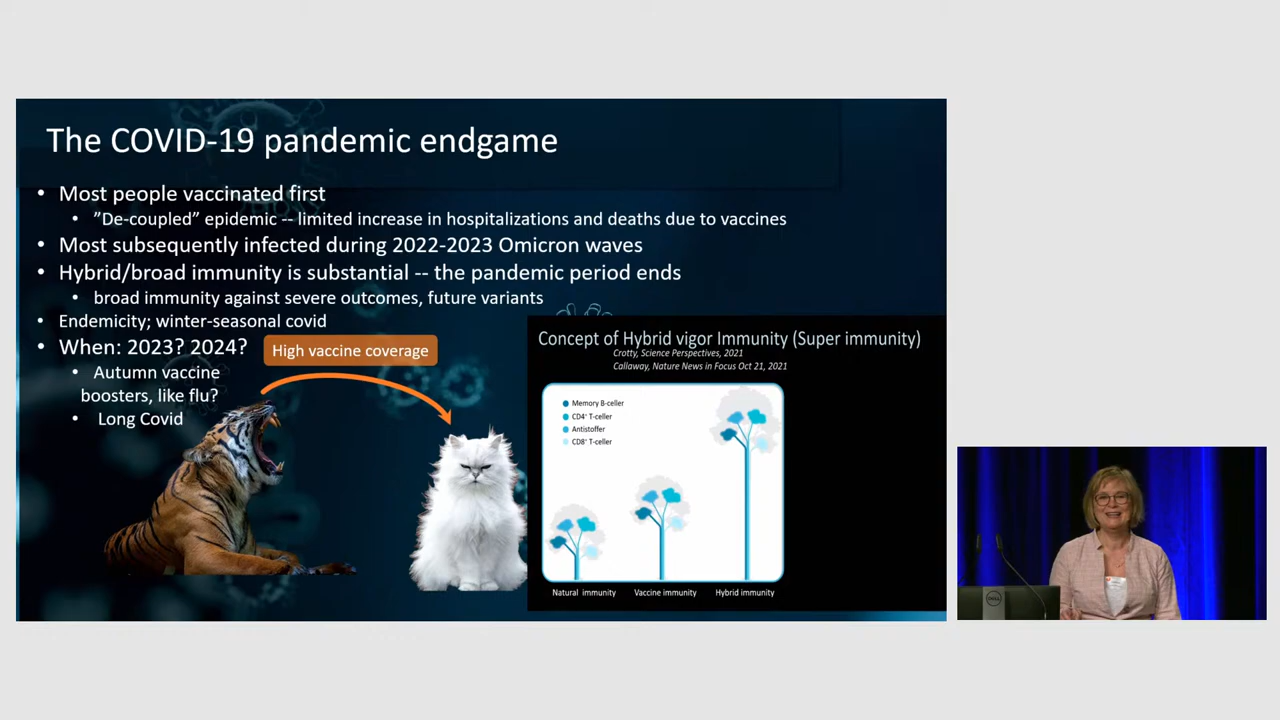 The COVID-19 pandemic endgame
• Most people vaccinated first
• ”De-coupled” epidemic -- limited increase in hospitalizations and deaths due to vaccines
• Most subsequently infected during 2022-2023 Omicron waves
• Hybrid/broad immunity is substantial -- the pandemic period ends
• broad immunity against severe outcomes, future variants
• Endemicity; winter-seasonal covid
• When: 2023? 2024?
High vaccine coverage
• Autumn vaccine
boosters, like flu?
• Long Covid
Concept of Hybrid vigor Immunity (Super immunity)
Crotty, Science Perspectives, 2021
Callaway, Nature News in Focus Oct 21, 2021
Memory B-celler
CD4⁺ T-celler
Antistoffer
CD8⁺ T-celler
Natural immunity
Vaccine immunity
Hybrid immunity
DELL